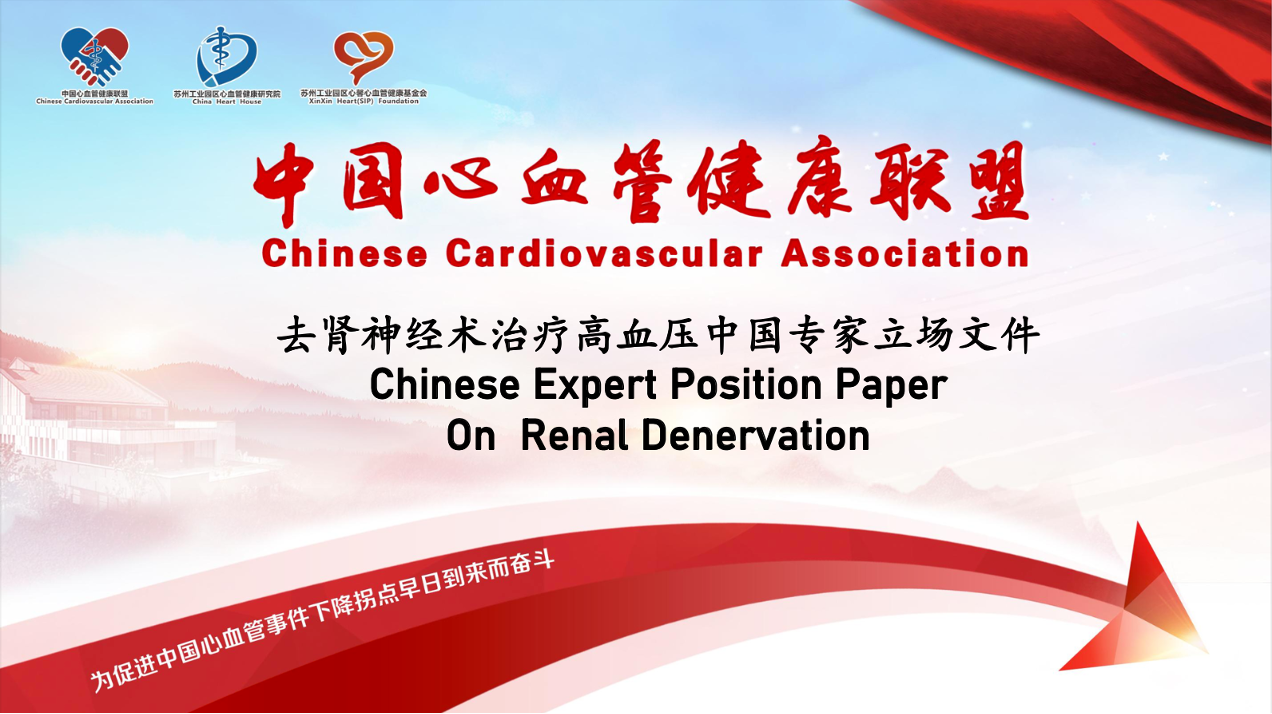 中国心血管健康联盟
Chinese Cardiovascular Association
苏州工业园区心血管健康研究院
China Heart House
苏州工业园区心馨心血管健康基金会
XinXin Heart(SIP) Foundation
中国心血管健康联盟
Chinese Cardiovascular Association
去肾神经术治疗高血压中国专家立场文件
Chinese Expert Position Paper
On Renal Denervation
为促进中国心血管事件下降拐点早日到来而奋斗